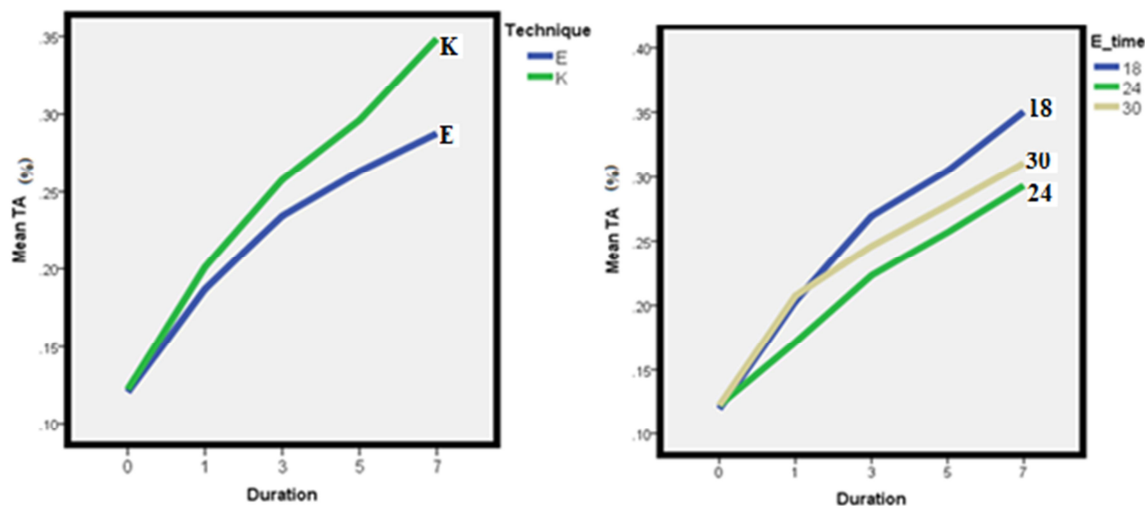 Technique
E
K
.35
.30
.25
.20
.15
.10
Mean TA (%)
K
E
0 1 3 5 7
Duration
E_time
18
24
30
.40
.35
.30
.25
.20
.15
.10
Mean TA (%)
18
30
24
0 1 3 5 7
Duration